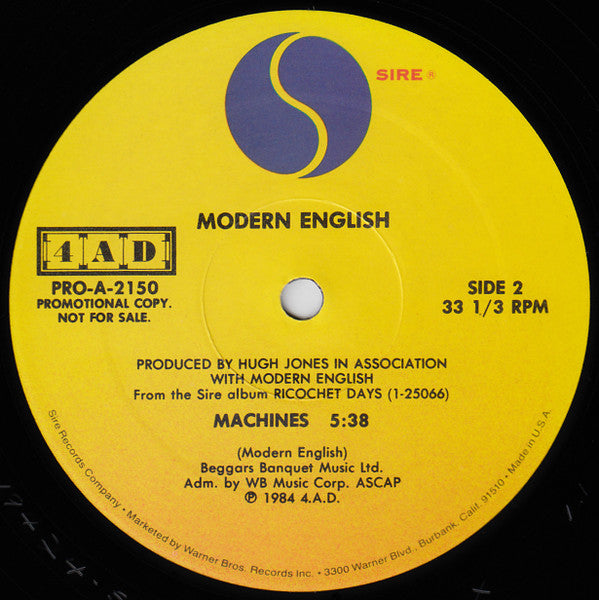 SIRE ®
MODERN ENGLISH
4AD
PRO-A-2150
PROMOTIONAL COPY.
NOT FOR SALE.
SIDE 2
33 1/3 RPM
PRODUCED BY HUGH JONES IN ASSOCIATION
WITH MODERN ENGLISH
From the Sire album RICOCHET DAYS (1-25066)
MACHINES 5:38
(Modern English)
Beggars Banquet Music Ltd.
Adm. by WB Music Corp. ASCAP
℗ 1984 4.A.D.
Sire Records Company • Marketed by Warner Bros. Records Inc. • 3300 Warner Blvd., Burbank, Calif. 91510 • Made in U.S.A.